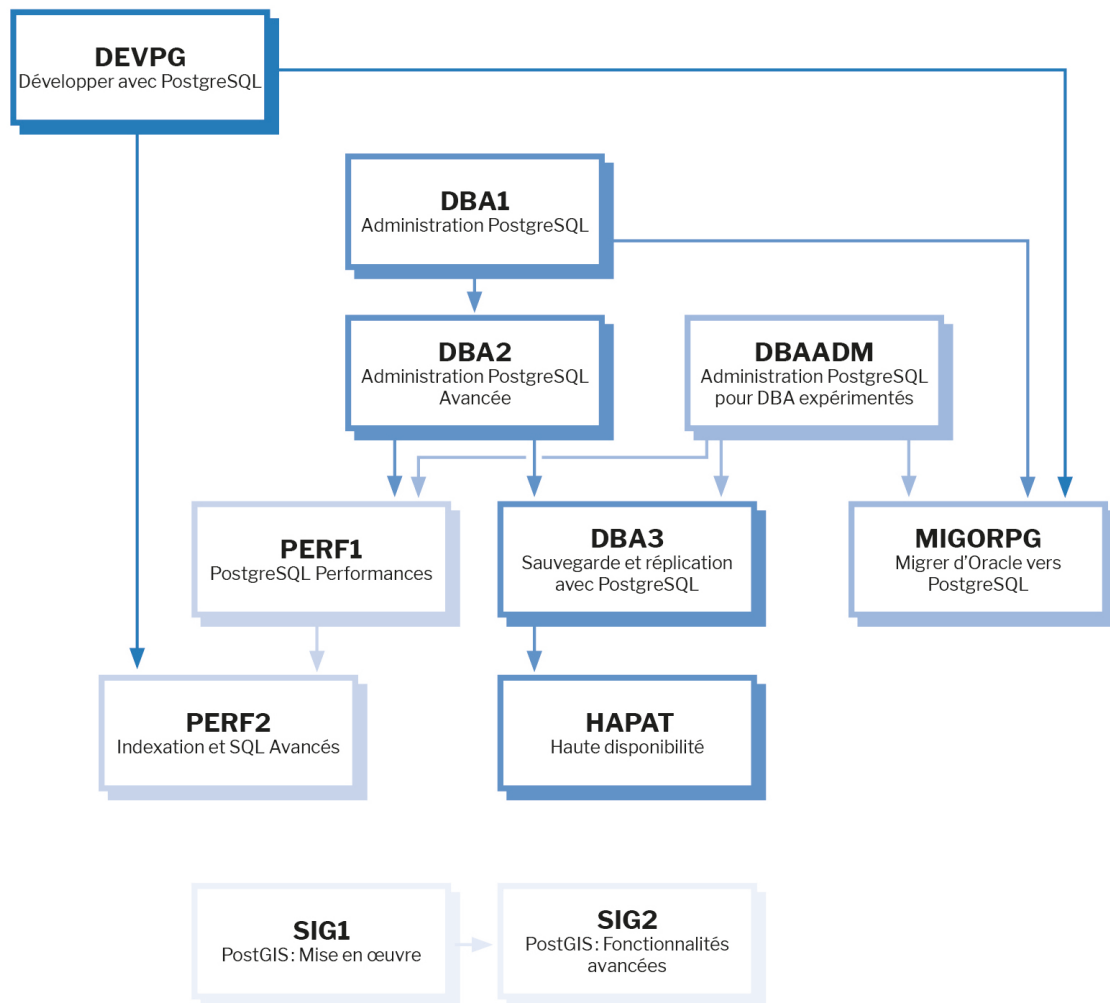 DEVPG
Développer avec PostgreSQL
DBA1
Administration PostgreSQL
DBA2
Administration PostgreSQL
Avancée
DBAADM
Administration PostgreSQL
pour DBA expérimentés
PERF1
PostgreSQL Performances
DBA3
Sauvegarde et réplication
avec PostgreSQL
MIGORPG
Migrer d’Oracle vers
PostgreSQL
PERF2
Indexation et SQL Avancés
HAPAT
Haute disponibilité
SIG1
PostGIS : Mise en œuvre
SIG2
PostGIS : Fonctionnalités
avancées